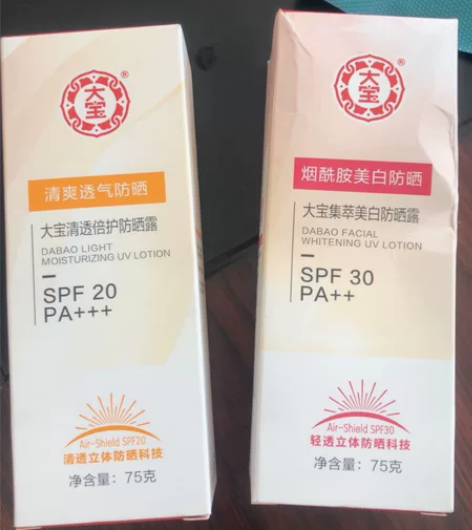 大宝®
清爽透气防晒
大宝清透倍护防晒露
DABAO LIGHT
MOISTURIZING UV LOTION
SPF 20
PA+++
Air-Shield SPF20
清透立体防晒科技
净含量：75克
大宝®
烟酰胺美白防晒
大宝集萃美白防晒露
DABAO FACIAL
WHITENING UV LOTION
SPF 30
PA++
Air-Shield SPF30
轻透立体防晒科技
净含量：75克